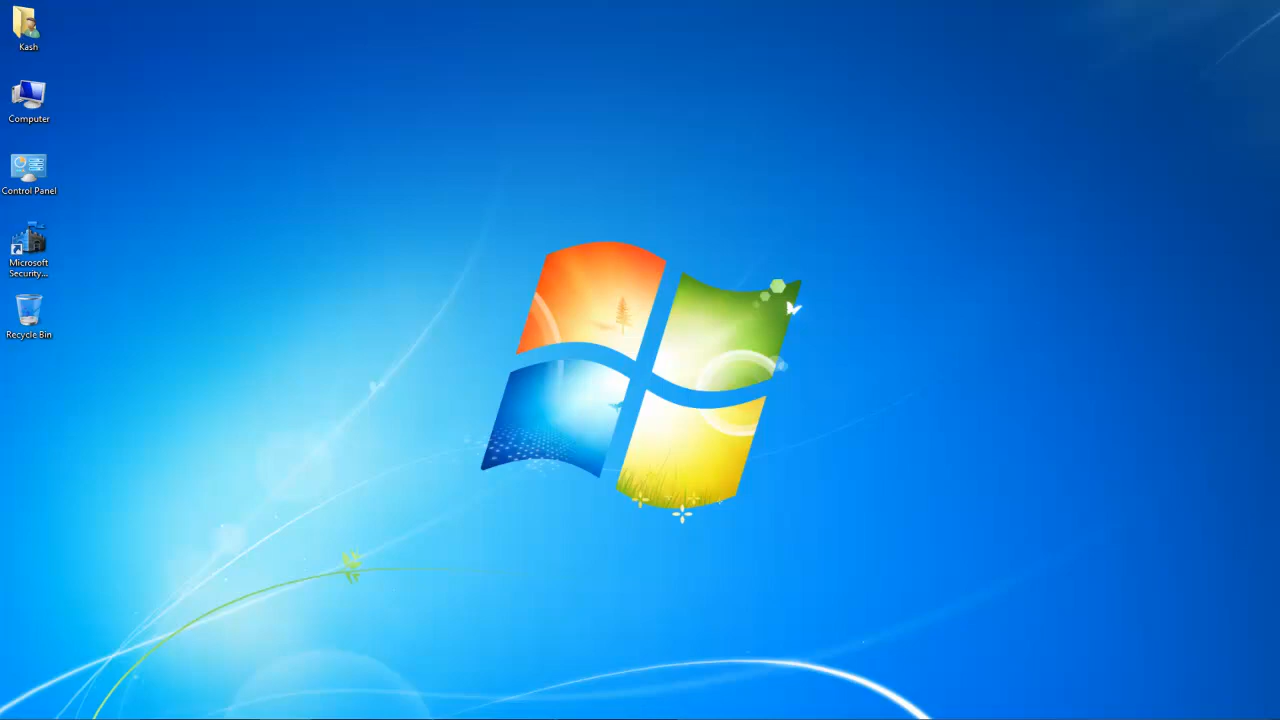 Kash
Computer
Control Panel
Microsoft
Security...
Recycle Bin